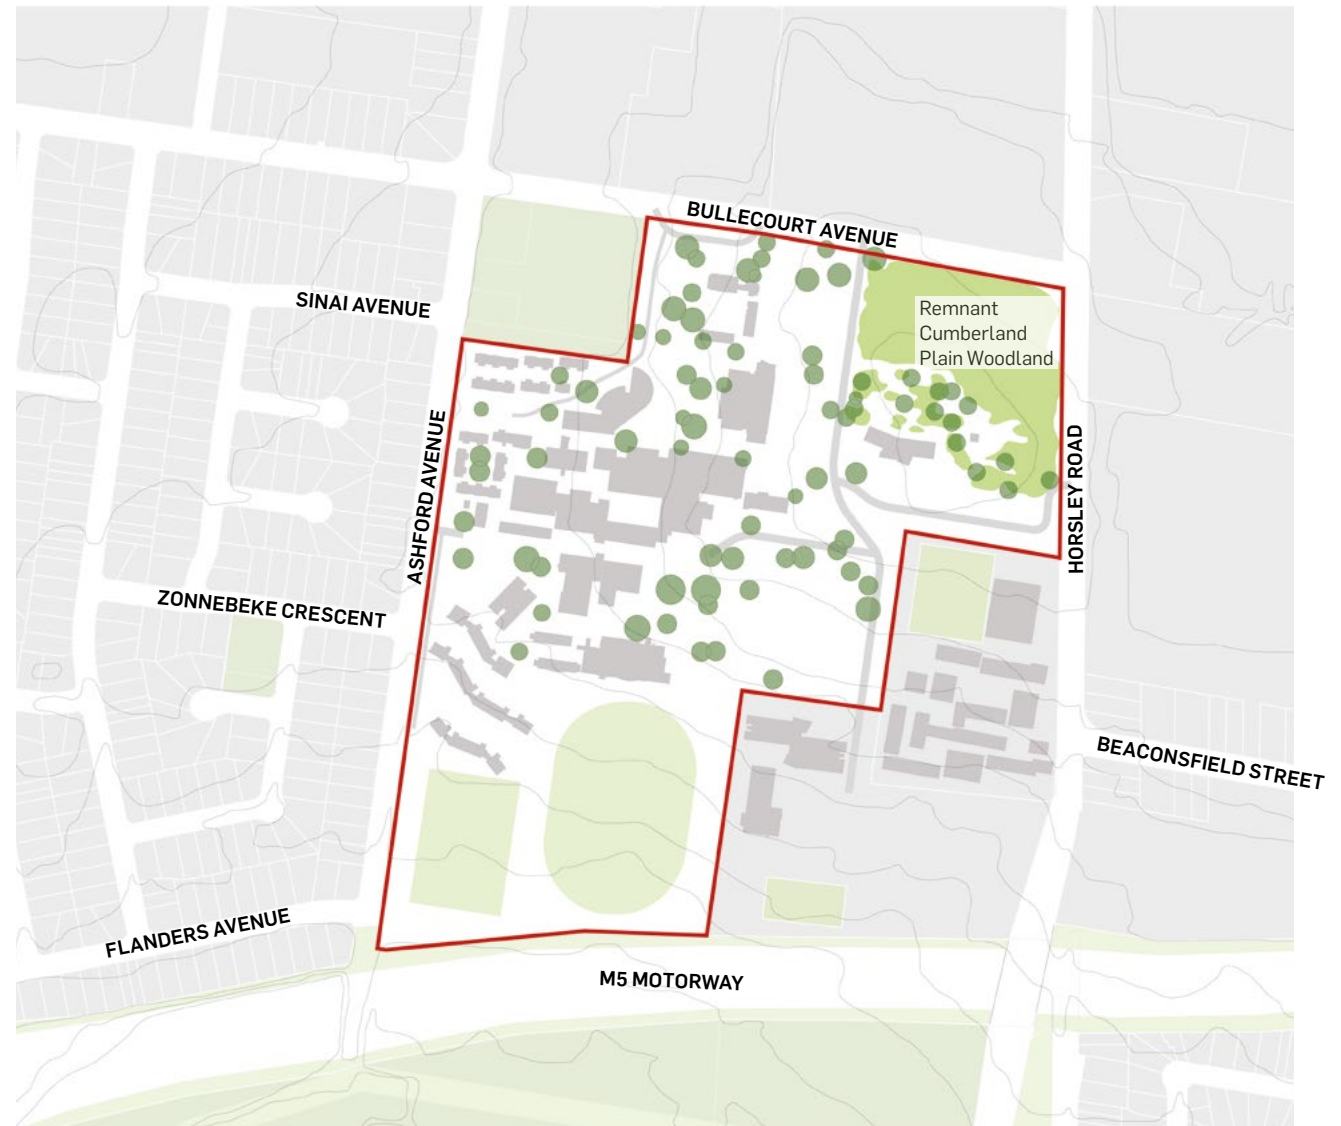 BULLECOURT AVENUE
SINAI AVENUE
Remnant
Cumberland
Plain Woodland
ASHFORD AVENUE
HORSLEY ROAD
ZONNEBEKE CRESCENT
BEACONSFIELD STREET
FLANDERS AVENUE
M5 MOTORWAY